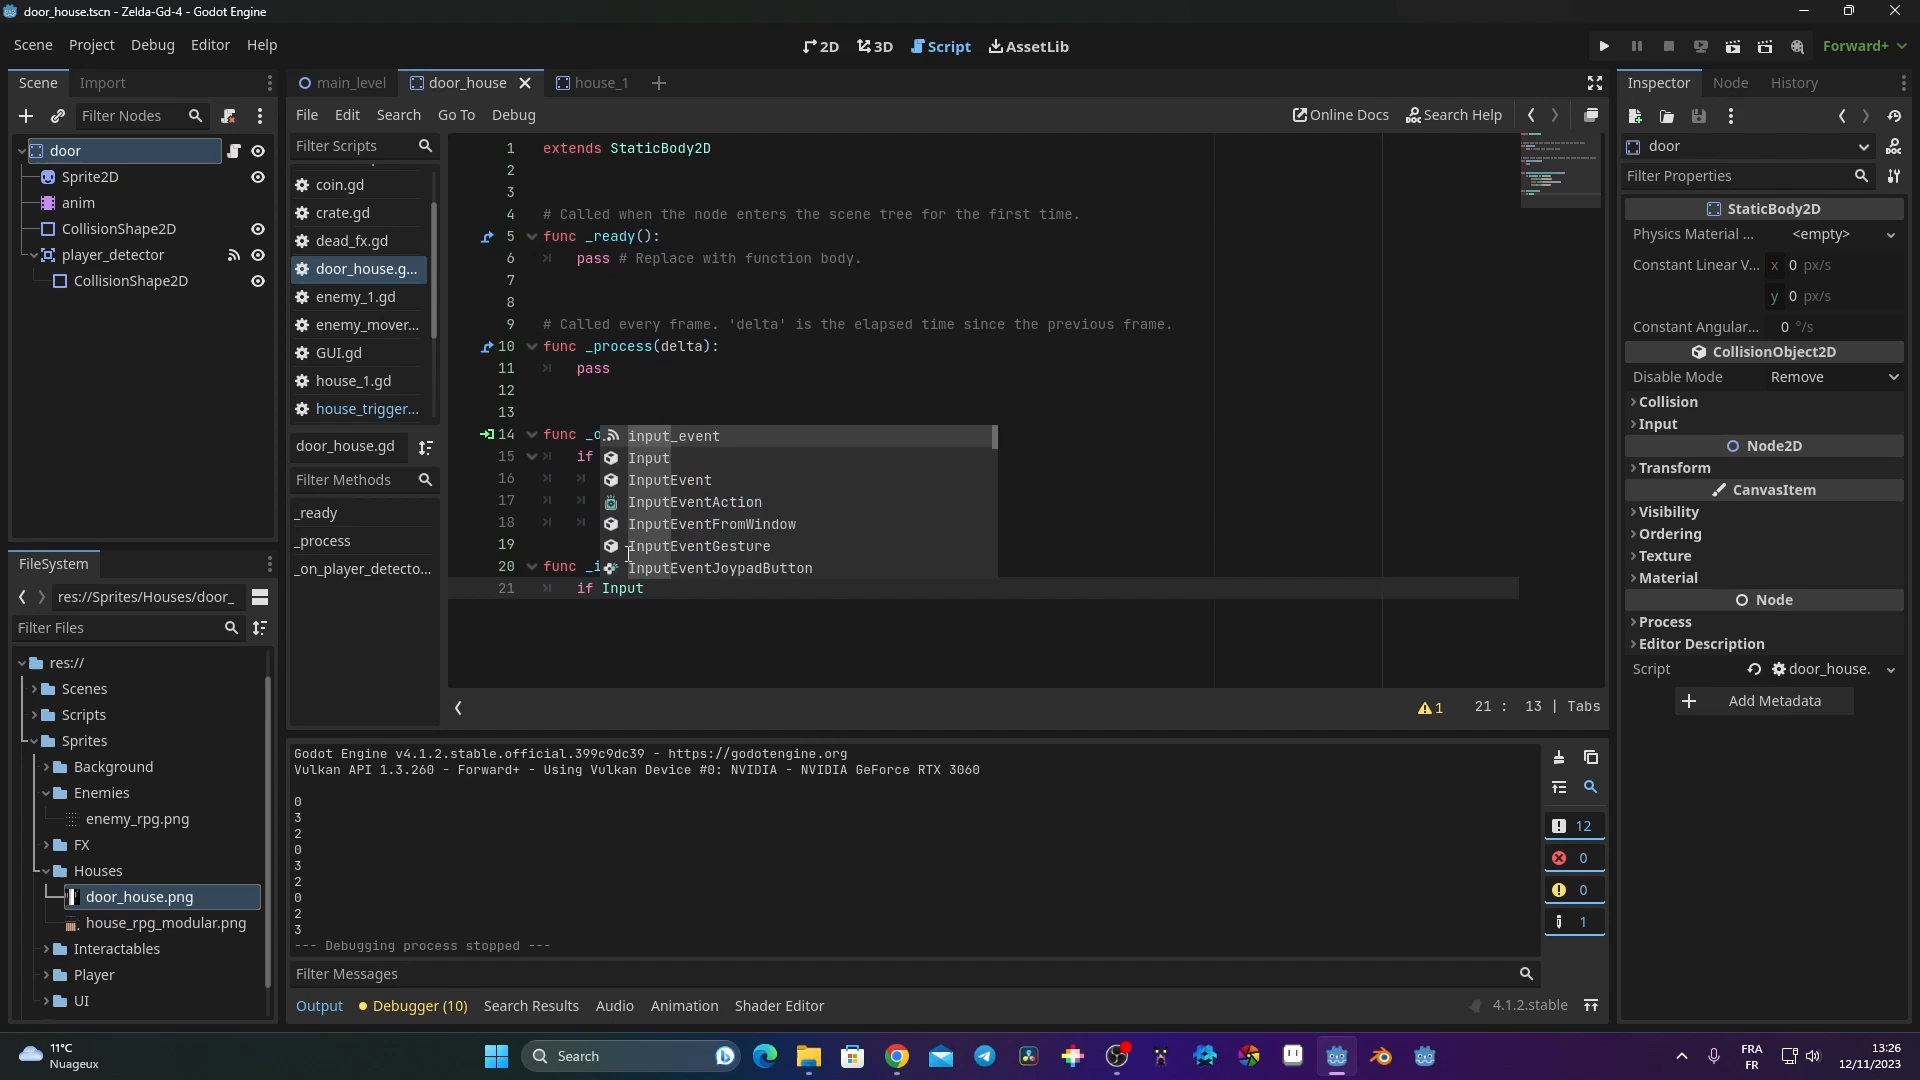 door_house.tscn - Zelda-Gd-4 - Godot Engine
Scene Project Debug Editor Help
2D 3D Script AssetLib
Forward+
Scene Import
Filter Nodes
door
Sprite2D
anim
CollisionShape2D
player_detector
CollisionShape2D
FileSystem
res://Sprites/Houses/door_
Filter Files
res://
Scenes
Scripts
Sprites
Background
Enemies
enemy_rpg.png
FX
Houses
door_house.png
house_rpg_modular.png
Interactables
Player
UI
main_level door_house house_1
File Edit Search Go To Debug
Online Docs Search Help
Filter Scripts
coin.gd
crate.gd
dead_fx.gd
door_house.g...
enemy_1.gd
enemy_mover...
GUI.gd
house_1.gd
house_trigger...
door_house.gd
Filter Methods
_ready
_process
_on_player_detecto...
1 extends StaticBody2D
2
3
4 # Called when the node enters the scene tree for the first time.
5 func _ready():
6 pass # Replace with function body.
7
8
9 # Called every frame. 'delta' is the elapsed time since the previous frame.
10 func _process(delta):
11 pass
12
13
14 func _o
15 if
16
17
18
19
20 func _i
21 if Input
input_event
Input
InputEvent
InputEventAction
InputEventFromWindow
InputEventGesture
InputEventJoypadButton
1 21 : 13 | Tabs
Godot Engine v4.1.2.stable.official.399c9dc39 - https://godotengine.org
Vulkan API 1.3.260 - Forward+ - Using Vulkan Device #0: NVIDIA - NVIDIA GeForce RTX 3060
0
3
2
0
3
2
0
2
3
--- Debugging process stopped ---
12
0
0
1
Filter Messages
Output Debugger (10) Search Results Audio Animation Shader Editor
4.1.2.stable
Inspector Node History
door
Filter Properties
StaticBody2D
Physics Material ... <empty>
Constant Linear V... x 0 px/s
y 0 px/s
Constant Angular... 0 °/s
CollisionObject2D
Disable Mode Remove
Collision
Input
Node2D
Transform
CanvasItem
Visibility
Ordering
Texture
Material
Node
Process
Editor Description
Script door_house.
Add Metadata
11°C
Nuageux
Search
FRA
FR
13:26
12/11/2023